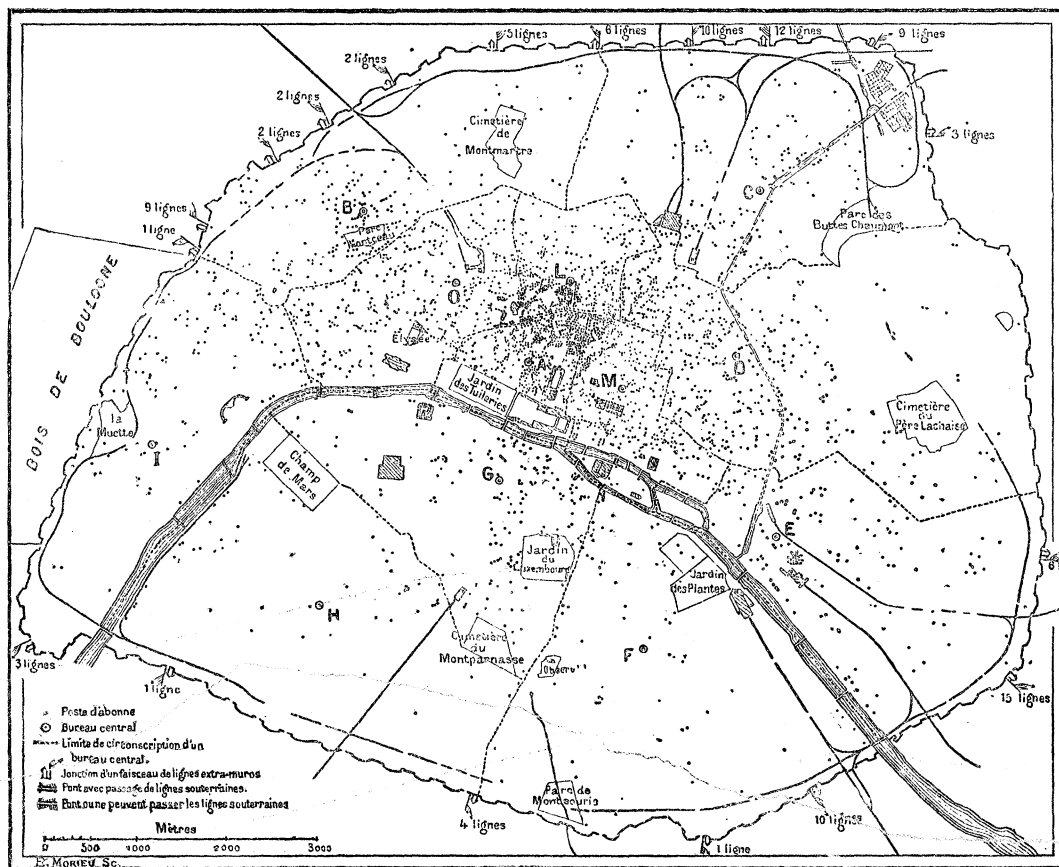 5 lignes
6 lignes
10 lignes
12 lignes
9 lignes
2 lignes
2 lignes
2 lignes
3 lignes
Cimetière
de
Montmartre
C
9 lignes
1 ligne
B
Parc
Monceau
Parc des
Buttes Chaumont
BOIS DE BOULOGNE
L
O
Elysée
D
A
M
Jardin
des Tuileries
Cimetière
du
Père Lachaise
la
Muette
I
Champ
de Mars
G
E
Jardin
du
Luxembourg
Jardin
des Plantes
6
H
Cimetière
du
Montparnasse
F
Observre
3 lignes
1 ligne
15 lignes
Poste d'abonné
Bureau central
Limite de circonscription d'un
bureau central.
Jonction d'un faisceau de lignes extra-muros
Pont avec passage de lignes souterraines.
Pont où ne peuvent passer les lignes souterraines
Parc de
Montsouris
Mètres
0 500 1000 2000 3000
4 lignes
10 lignes
1 ligne
E. MORIEU Sc.